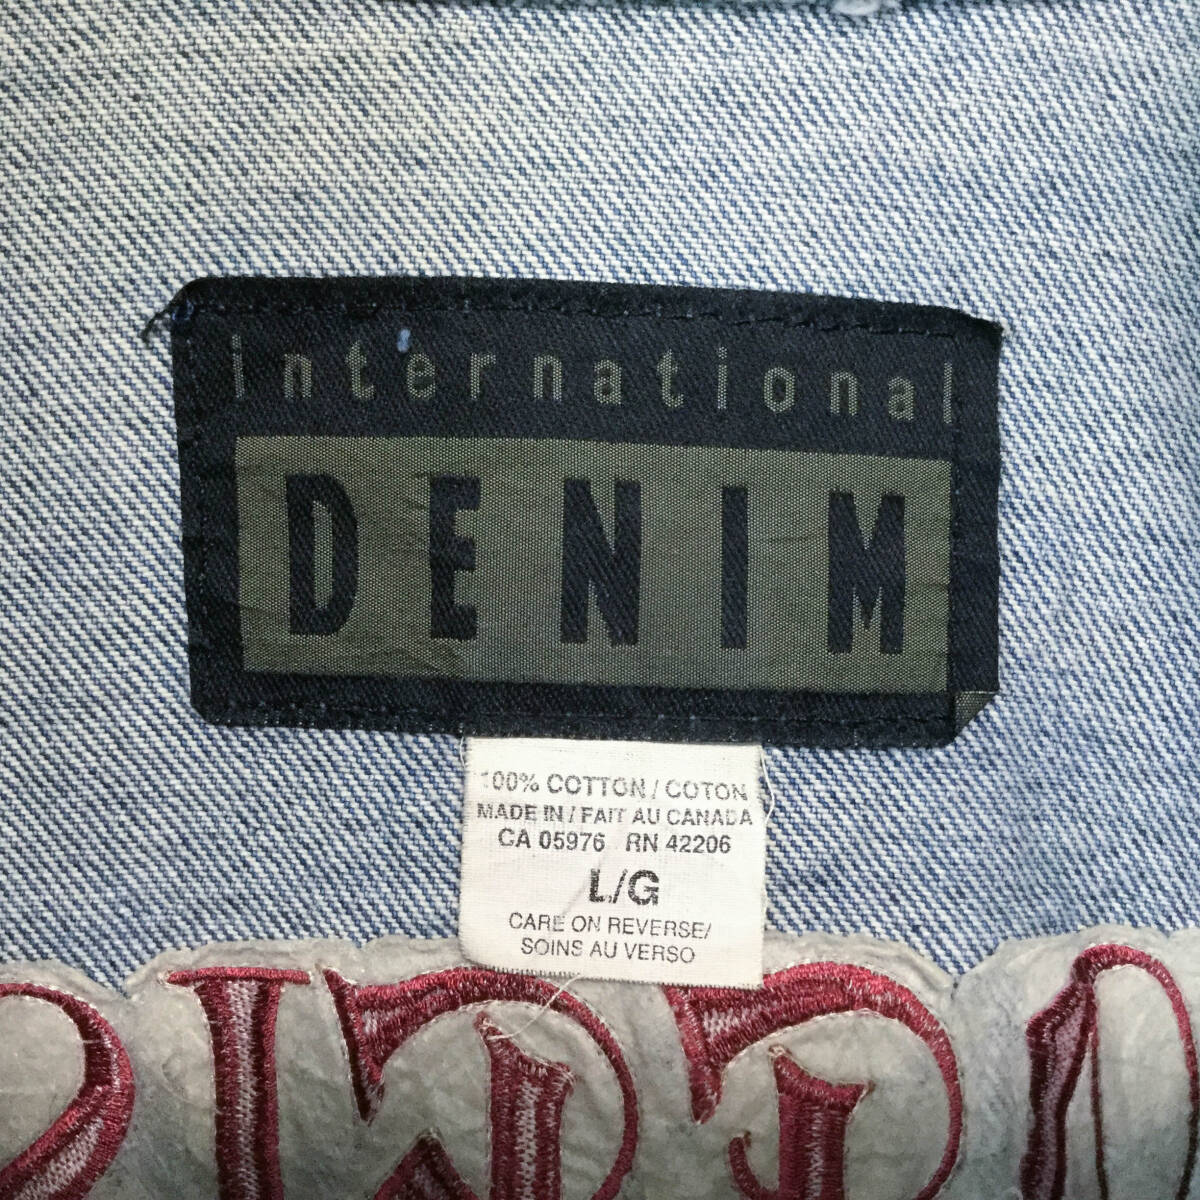 International
DENIM
100% COTTON / COTON
MADE IN / FAIT AU CANADA
CA 05976 RN 42206
L/G
CARE ON REVERSE/
SOINS AU VERSO